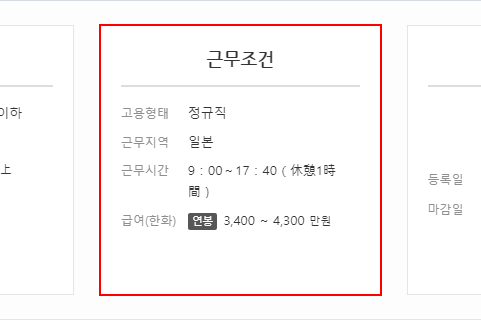 근무조건
이하
上
고용형태 정규직
근무지역 일본
근무시간 9 : 00 ~ 17 : 40 ( 休憩1時
間 )
급여(한화) 연봉 3,400 ~ 4,300 만원
등록일
마감일